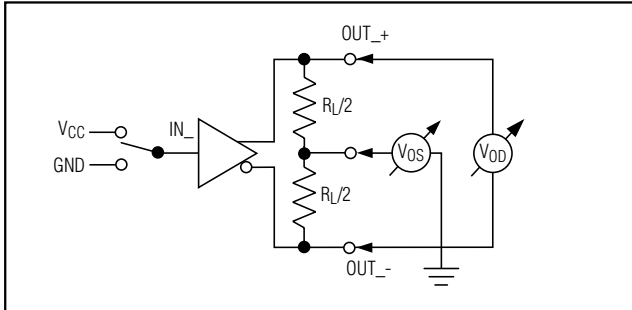 OUT_+
RL/2
VCC
IN_
GND
VOS
VOD
RL/2
OUT_-